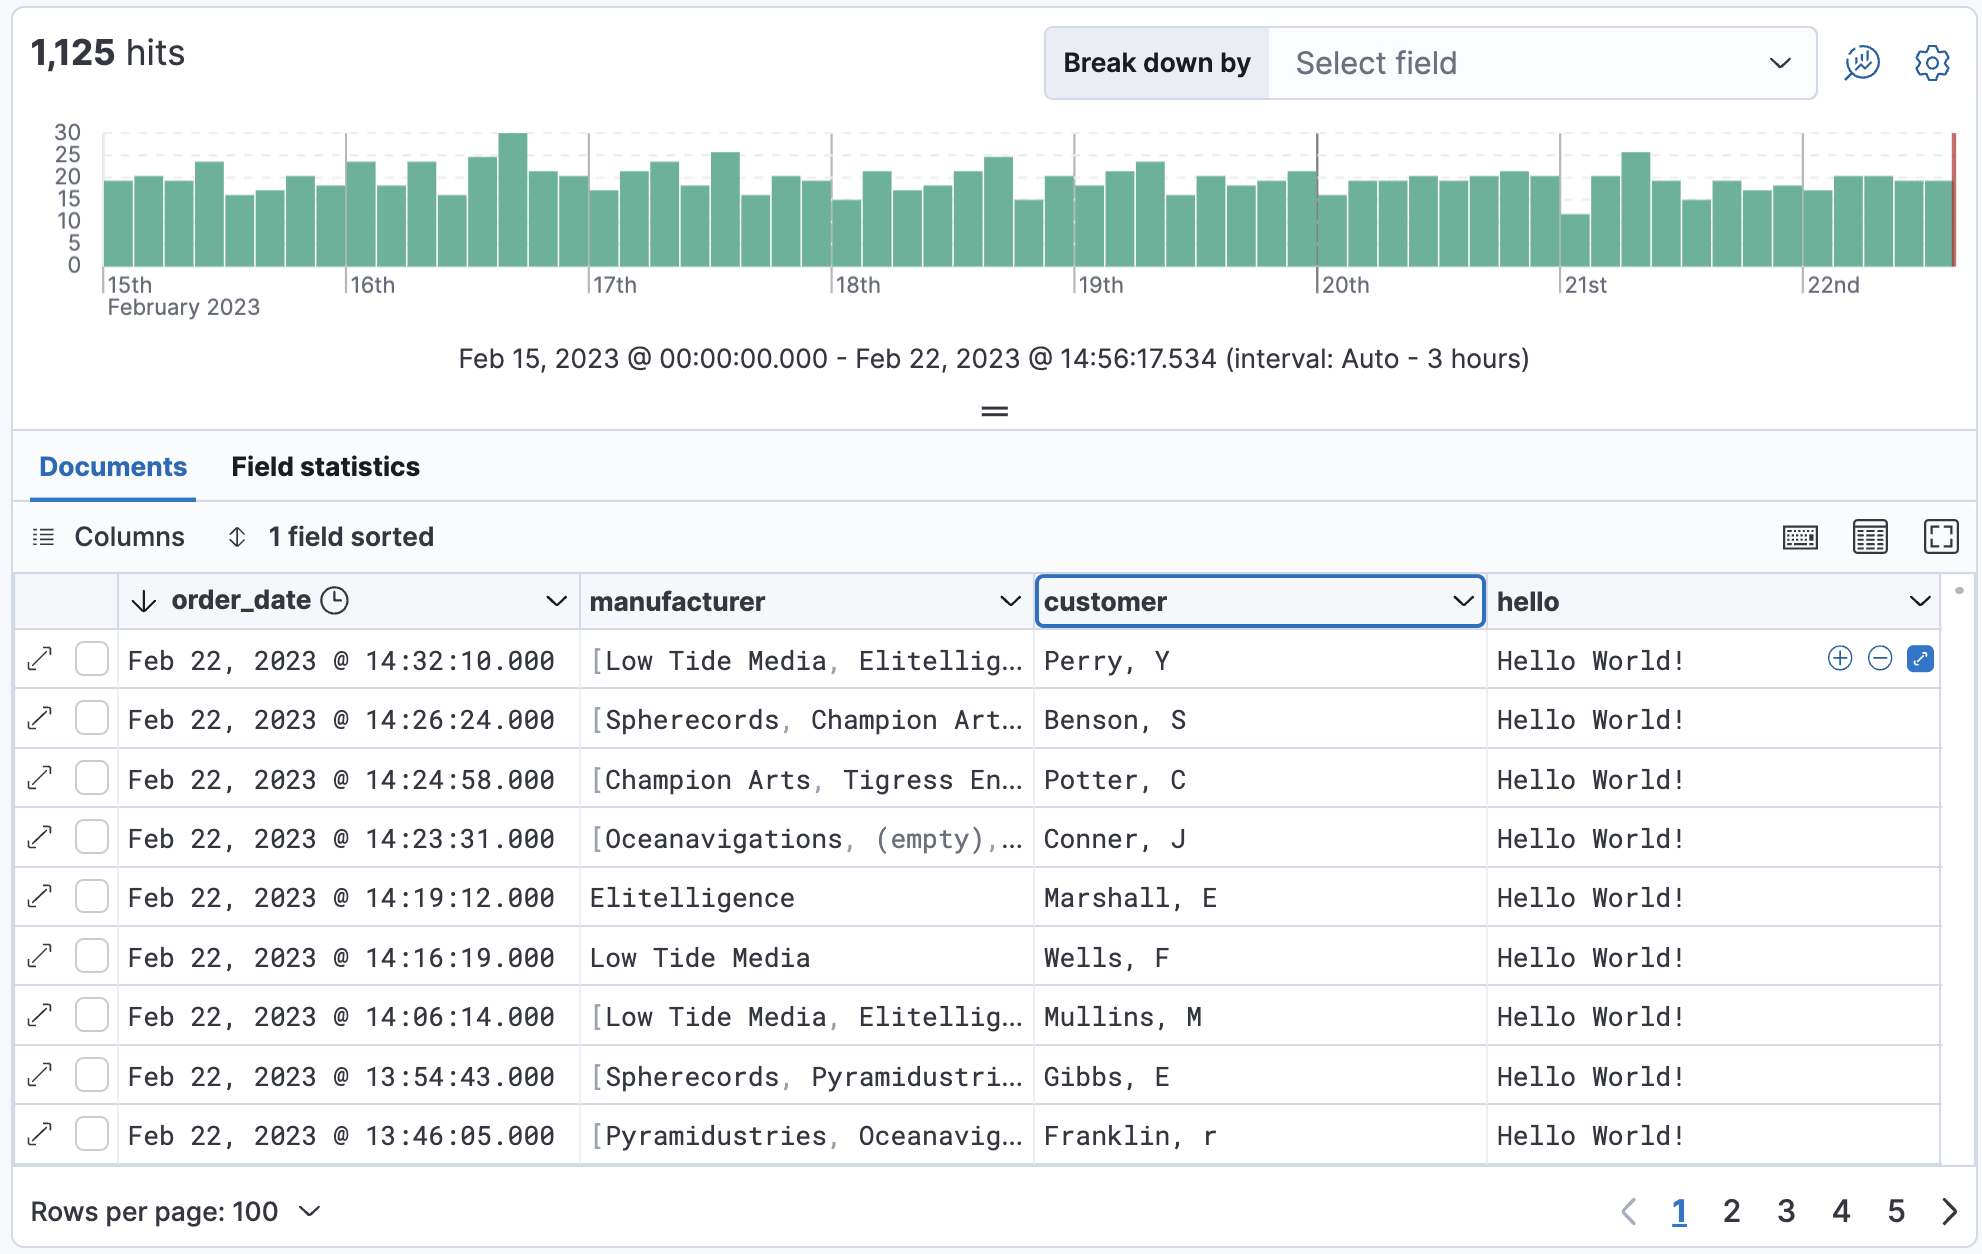 1,125 hits
Break down by Select field
30
25
20
15
10
5
0
15th 16th 17th 18th 19th 20th 21st 22nd
February 2023
Feb 15, 2023 @ 00:00:00.000 - Feb 22, 2023 @ 14:56:17.534 (interval: Auto - 3 hours)
Documents Field statistics
Columns 1 field sorted
order_date manufacturer customer hello
Feb 22, 2023 @ 14:32:10.000 [Low Tide Media, Elitellig... Perry, Y Hello World!
Feb 22, 2023 @ 14:26:24.000 [Spherecords, Champion Art... Benson, S Hello World!
Feb 22, 2023 @ 14:24:58.000 [Champion Arts, Tigress En... Potter, C Hello World!
Feb 22, 2023 @ 14:23:31.000 [Oceanavigations, (empty),... Conner, J Hello World!
Feb 22, 2023 @ 14:19:12.000 Elitelligence Marshall, E Hello World!
Feb 22, 2023 @ 14:16:19.000 Low Tide Media Wells, F Hello World!
Feb 22, 2023 @ 14:06:14.000 [Low Tide Media, Elitellig... Mullins, M Hello World!
Feb 22, 2023 @ 13:54:43.000 [Spherecords, Pyramidustri... Gibbs, E Hello World!
Feb 22, 2023 @ 13:46:05.000 [Pyramidustries, Oceanavig... Franklin, r Hello World!
Rows per page: 100 1 2 3 4 5